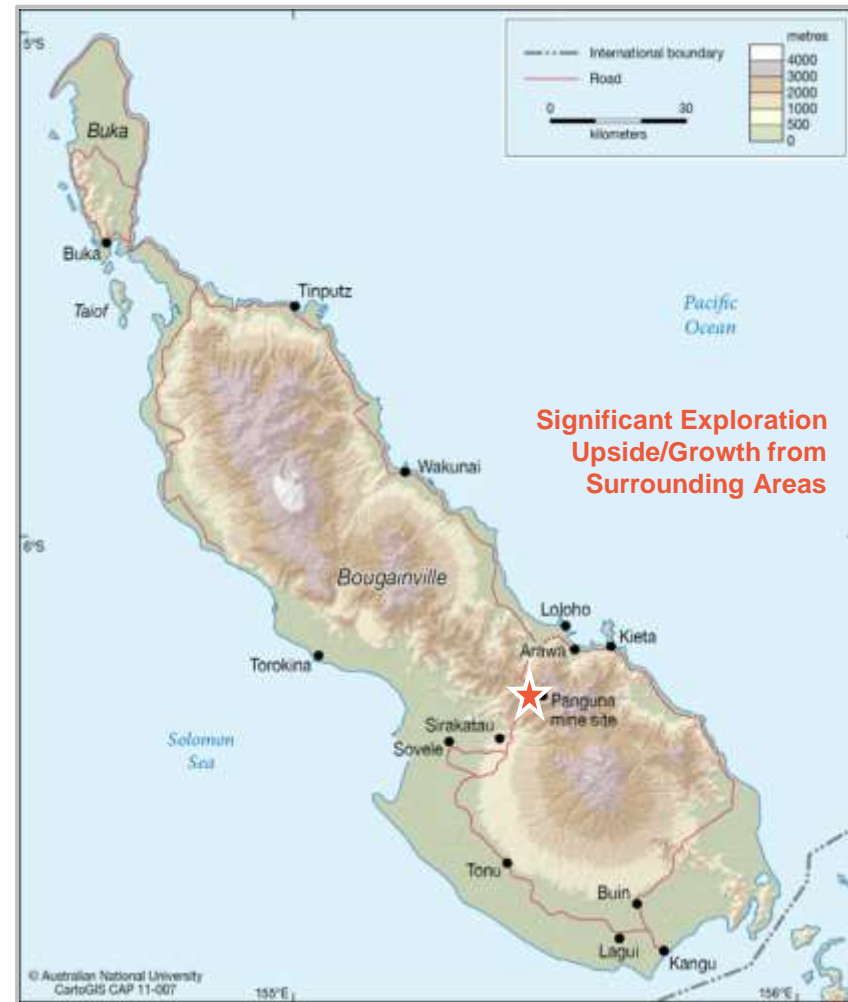 5°S
metres
International boundary
Road
4000
3000
2000
1000
500
0
0 30
kilometers
Buka
Buka
Taiof
Tinputz
Pacific
Ocean
Significant Exploration
Upside/Growth from
Surrounding Areas
Wakunai
6°S
Bougainville
Loloho
Kieta
Arawa
Torokina
Panguna
mine site
Sirakatau
Sovele
Solomon
Sea
Tonu
Buin
Lagui
Kangu
© Australian National University
CartoGIS CAP 11-007
155°E
156°E